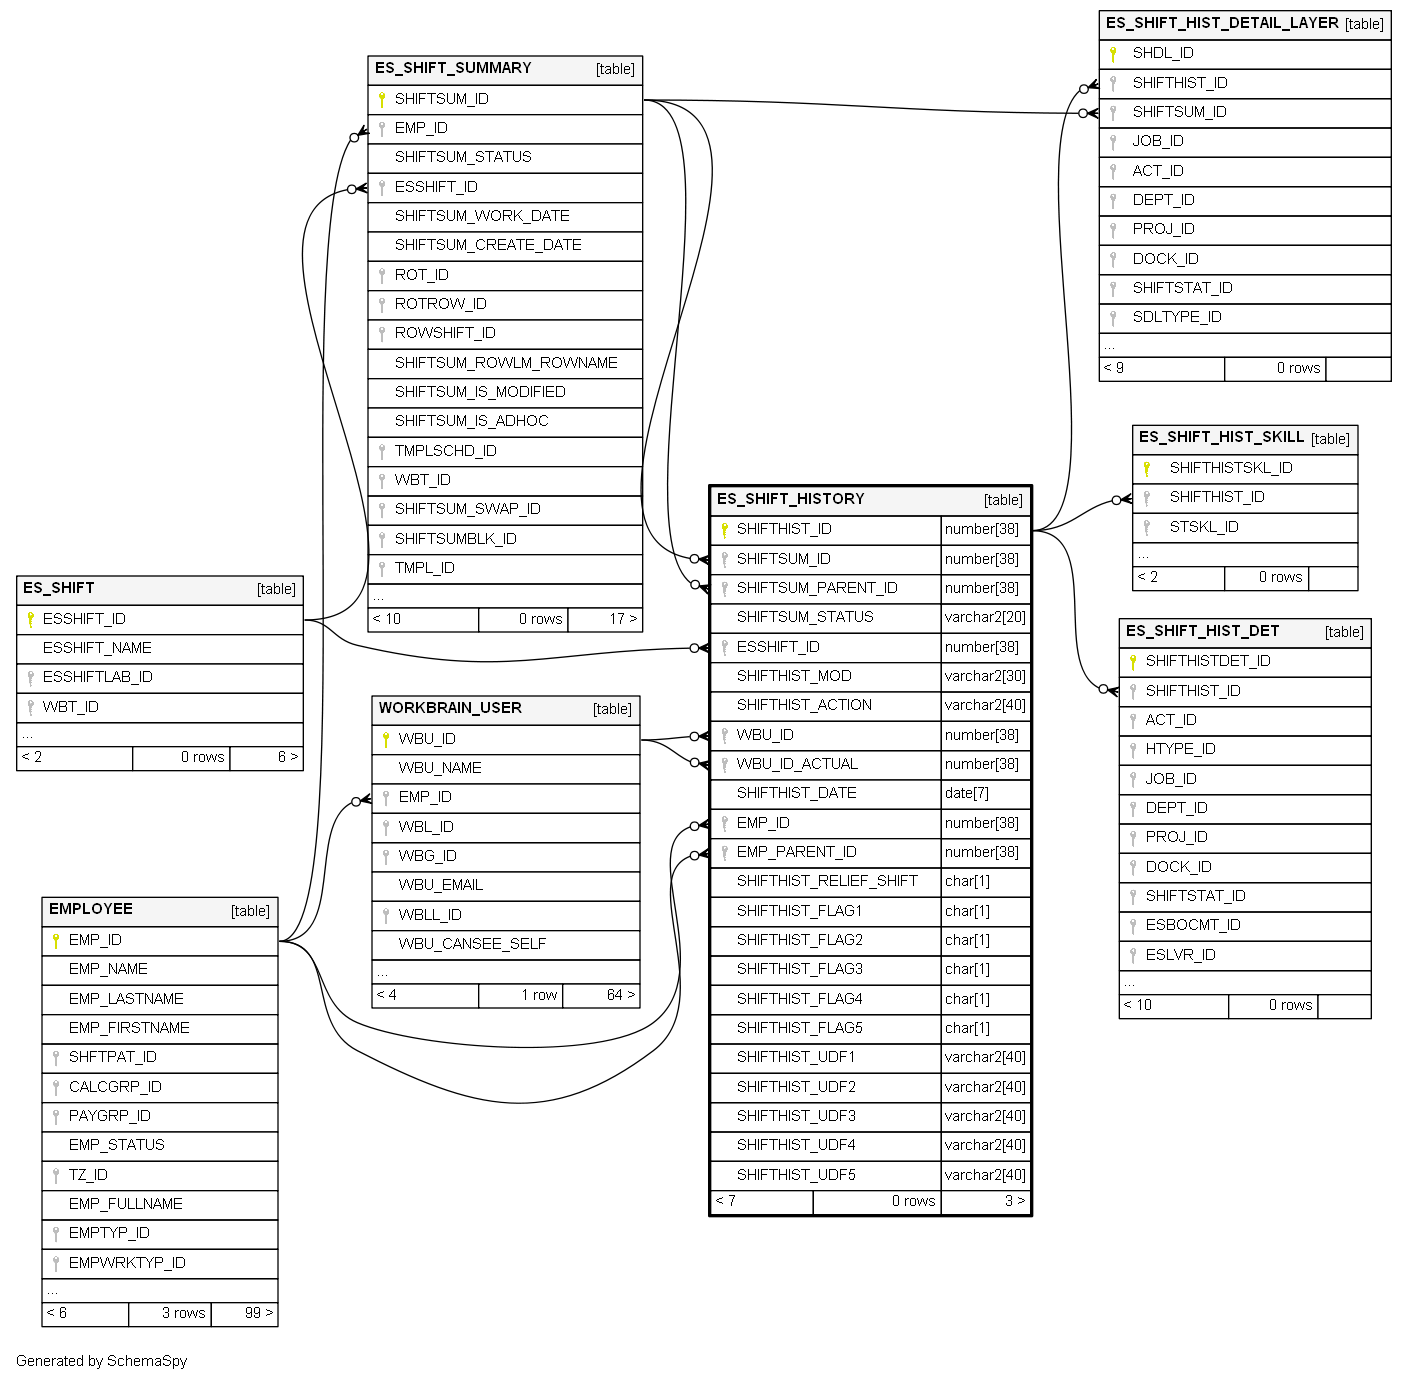 ES_SHIFT_HIST_DETAIL_LAYER [table]
SHDL_ID
SHIFTHIST_ID
SHIFTSUM_ID
JOB_ID
ACT_ID
DEPT_ID
PROJ_ID
DOCK_ID
SHIFTSTAT_ID
SDLTYPE_ID
...
< 9 0 rows
ES_SHIFT_SUMMARY [table]
SHIFTSUM_ID
EMP_ID
SHIFTSUM_STATUS
ESSHIFT_ID
SHIFTSUM_WORK_DATE
SHIFTSUM_CREATE_DATE
ROT_ID
ROTROW_ID
ROWSHIFT_ID
SHIFTSUM_ROWLM_ROWNAME
SHIFTSUM_IS_MODIFIED
SHIFTSUM_IS_ADHOC
TMPLSCHD_ID
WBT_ID
SHIFTSUM_SWAP_ID
SHIFTSUMBLK_ID
TMPL_ID
...
< 10 0 rows 17 >
ES_SHIFT_HIST_SKILL [table]
SHIFTHISTSKL_ID
SHIFTHIST_ID
STSKL_ID
...
< 2 0 rows
ES_SHIFT_HISTORY [table]
SHIFTHIST_ID number[38]
SHIFTSUM_ID number[38]
SHIFTSUM_PARENT_ID number[38]
SHIFTSUM_STATUS varchar2[20]
ESSHIFT_ID number[38]
SHIFTHIST_MOD varchar2[30]
SHIFTHIST_ACTION varchar2[40]
WBU_ID number[38]
WBU_ID_ACTUAL number[38]
SHIFTHIST_DATE date[7]
EMP_ID number[38]
EMP_PARENT_ID number[38]
SHIFTHIST_RELIEF_SHIFT char[1]
SHIFTHIST_FLAG1 char[1]
SHIFTHIST_FLAG2 char[1]
SHIFTHIST_FLAG3 char[1]
SHIFTHIST_FLAG4 char[1]
SHIFTHIST_FLAG5 char[1]
SHIFTHIST_UDF1 varchar2[40]
SHIFTHIST_UDF2 varchar2[40]
SHIFTHIST_UDF3 varchar2[40]
SHIFTHIST_UDF4 varchar2[40]
SHIFTHIST_UDF5 varchar2[40]
< 7 0 rows 3 >
ES_SHIFT [table]
ESSHIFT_ID
ESSHIFT_NAME
ESSHIFTLAB_ID
WBT_ID
...
< 2 0 rows 6 >
ES_SHIFT_HIST_DET [table]
SHIFTHISTDET_ID
SHIFTHIST_ID
ACT_ID
HTYPE_ID
JOB_ID
DEPT_ID
PROJ_ID
DOCK_ID
SHIFTSTAT_ID
ESBOCMT_ID
ESLVR_ID
...
< 10 0 rows
WORKBRAIN_USER [table]
WBU_ID
WBU_NAME
EMP_ID
WBL_ID
WBG_ID
WBU_EMAIL
WBLL_ID
WBU_CANSEE_SELF
...
< 4 1 row 64 >
EMPLOYEE [table]
EMP_ID
EMP_NAME
EMP_LASTNAME
EMP_FIRSTNAME
SHFTPAT_ID
CALCGRP_ID
PAYGRP_ID
EMP_STATUS
TZ_ID
EMP_FULLNAME
EMPTYP_ID
EMPWRKTYP_ID
...
< 6 3 rows 99 >
Generated by SchemaSpy